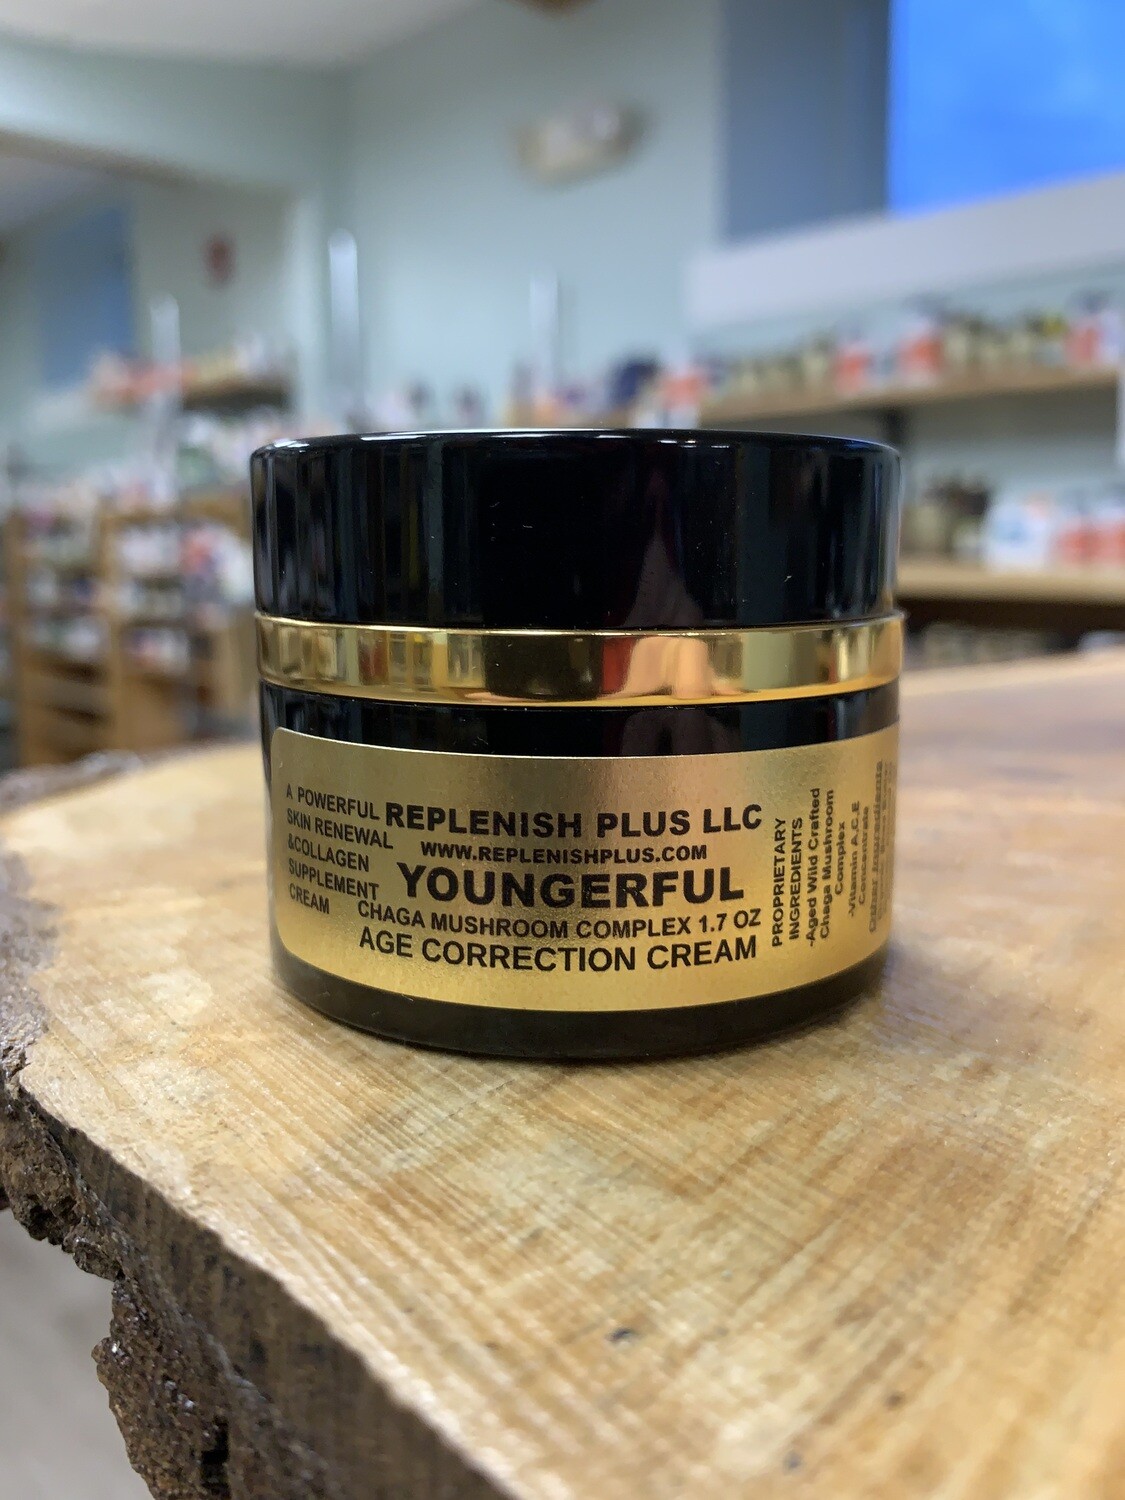 A POWERFUL
SKIN RENEWAL
&COLLAGEN
SUPPLEMENT
CREAM
REPLENISH PLUS LLC
WWW.REPLENISHPLUS.COM
YOUNGERFUL
CHAGA MUSHROOM COMPLEX 1.7 OZ
AGE CORRECTION CREAM
PROPRIETARY
INGREDIENTS
-Aged Wild Crafted
Chaga Mushroom
Complex
-Vitamin A,C,E
Concentrate
Other Ingredients